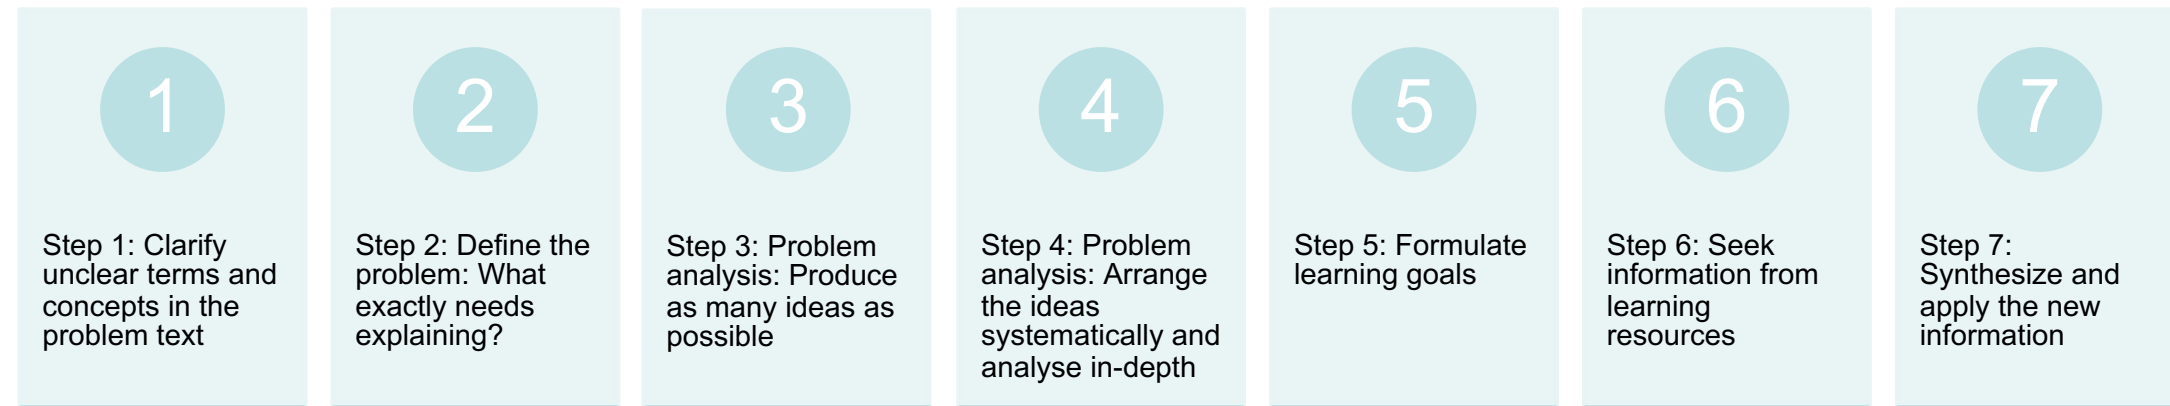 1
Step 1: Clarify
unclear terms and
concepts in the
problem text
2
Step 2: Define the
problem: What
exactly needs
explaining?
3
Step 3: Problem
analysis: Produce
as many ideas as
possible
4
Step 4: Problem
analysis: Arrange
the ideas
systematically and
analyse in-depth
5
Step 5: Formulate
learning goals
6
Step 6: Seek
information from
learning
resources
7
Step 7:
Synthesize and
apply the new
information